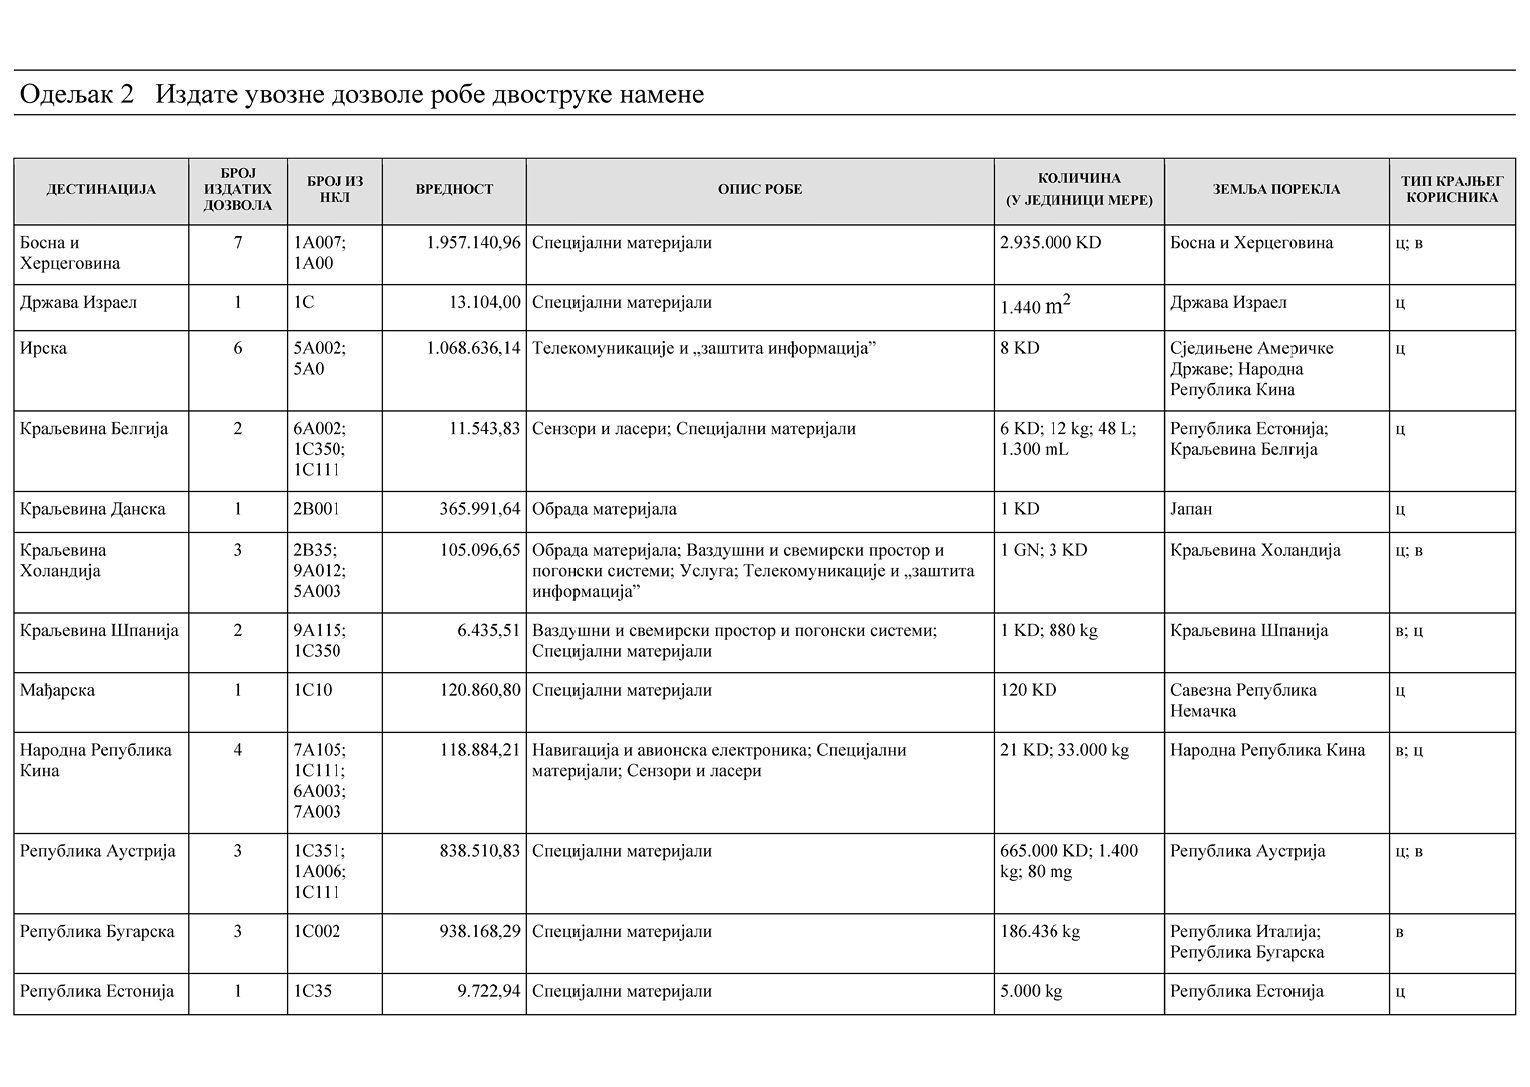 Одељак 2 Издате увозне дозволе робе двоструке намене
ДЕСТИНАЦИЈА
БРОЈ
ИЗДАТИХ
ДОЗВОЛА
БРОЈ ИЗ
НКЛ
ВРЕДНОСТ
ОПИС РОБЕ
КОЛИЧИНА
(У ЈЕДИНИЦИ МЕРЕ)
ЗЕМЉА ПОРЕКЛА
ТИП КРАЈЊЕГ
КОРИСНИКА
Босна и
Херцеговина
7
1A007;
1A00
1.957.140,96
Специјални материјали
2.935.000 KD
Босна и Херцеговина
ц; в
Држава Израел
1
1C
13.104,00
Специјални материјали
1.440 m²
Држава Израел
ц
Ирска
6
5A002;
5A0
1.068.636,14
Телекомуникације и „заштита информација”
8 KD
Сједињене Америчке
Државе; Народна
Република Кина
ц
Краљевина Белгија
2
6A002;
1C350;
1C111
11.543,83
Сензори и ласери; Специјални материјали
6 KD; 12 kg; 48 L;
1.300 mL
Република Естонија;
Краљевина Белгија
ц
Краљевина Данска
1
2B001
365.991,64
Обрада материјала
1 KD
Јапан
ц
Краљевина
Холандија
3
2B35;
9A012;
5A003
105.096,65
Обрада материјала; Ваздушни и свемирски простор и
погонски системи; Услуга; Телекомуникације и „заштита
информација”
1 GN; 3 KD
Краљевина Холандија
ц; в
Краљевина Шпанија
2
9A115;
1C350
6.435,51
Ваздушни и свемирски простор и погонски системи;
Специјални материјали
1 KD; 880 kg
Краљевина Шпанија
в; ц
Мађарска
1
1C10
120.860,80
Специјални материјали
120 KD
Савезна Република
Немачка
ц
Народна Република
Кина
4
7A105;
1C111;
6A003;
7A003
118.884,21
Навигација и авионска електроника; Специјални
материјали; Сензори и ласери
21 KD; 33.000 kg
Народна Република Кина
в; ц
Република Аустрија
3
1C351;
1A006;
1C111
838.510,83
Специјални материјали
665.000 KD; 1.400
kg; 80 mg
Република Аустрија
ц; в
Република Бугарска
3
1C002
938.168,29
Специјални материјали
186.436 kg
Република Италија;
Република Бугарска
в
Република Естонија
1
1C35
9.722,94
Специјални материјали
5.000 kg
Република Естонија
ц